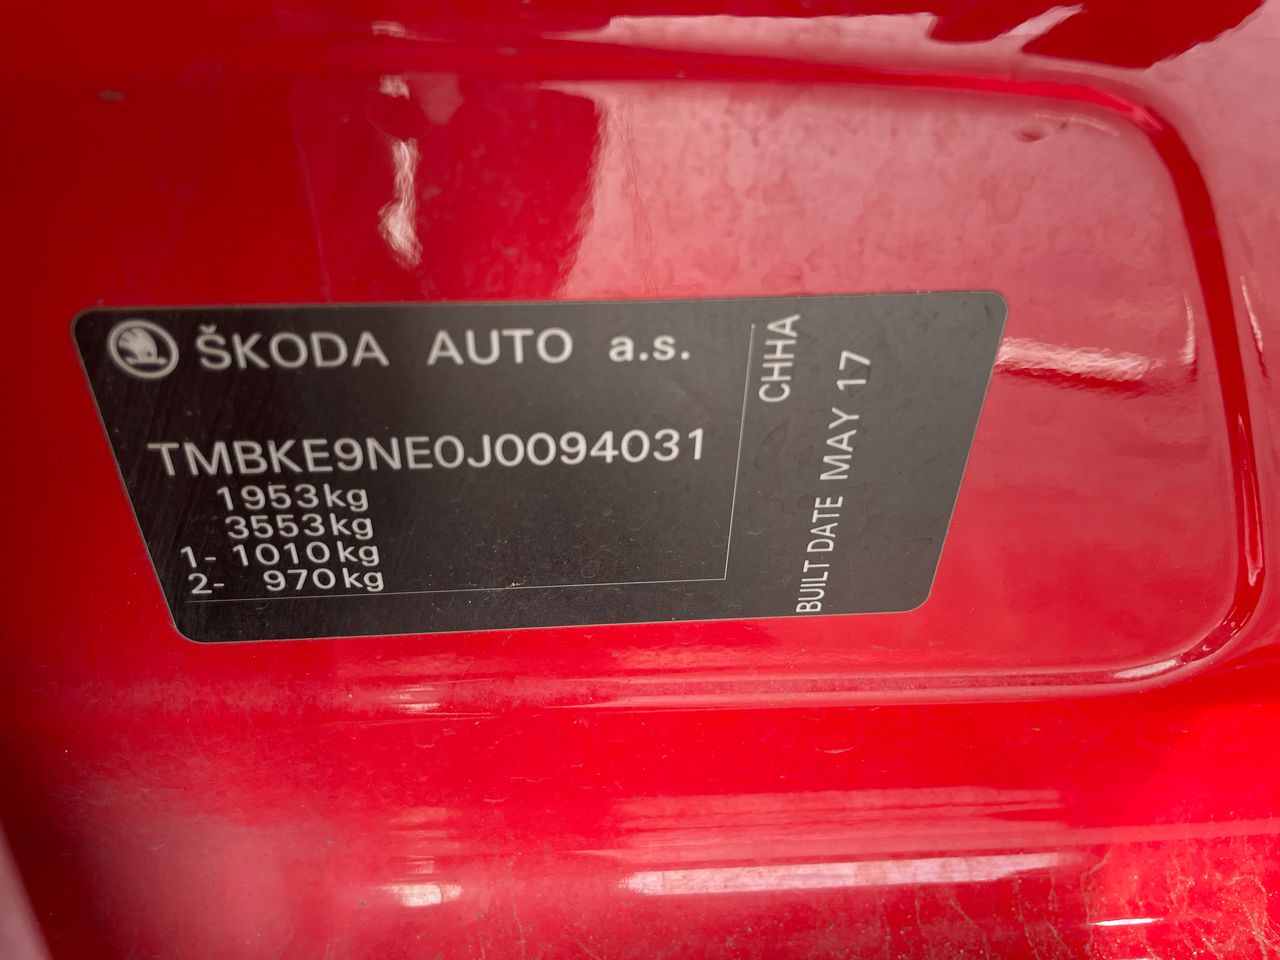 ŠKODA AUTO a.s.
TMBKE9NE0J0094031
1953kg
3553kg
1- 1010kg
2- 970kg
CHHA
BUILT DATE MAY 17